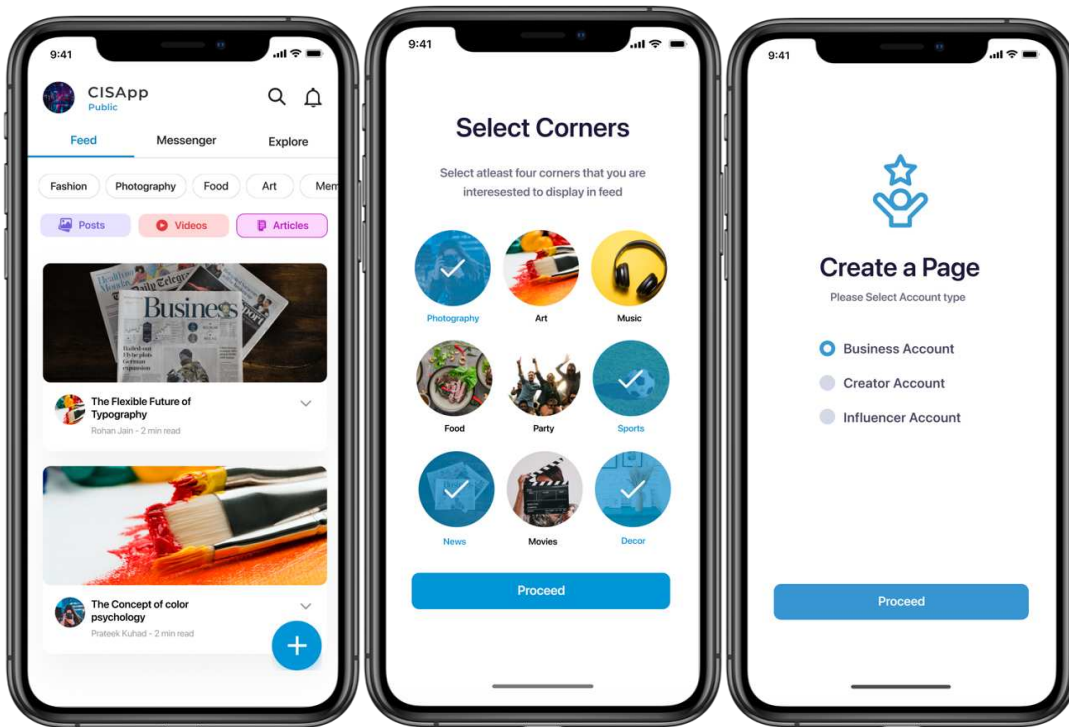 9:41
CISApp
Public
Feed Messenger Explore
Fashion Photography Food Art Mem
Posts Videos Articles
Daily Telegr
Business
The Flexible Future of
Typography
Rohan Jain - 2 min read
The Concept of color
psychology
Prateek Kuhad - 2 min read
9:41
Select Corners
Select atleast four corners that you are
interesested to display in feed
Photography Art Music
Food Party Sports
News Movies Decor
Proceed
9:41
Create a Page
Please Select Account type
Business Account
Creator Account
Influencer Account
Proceed